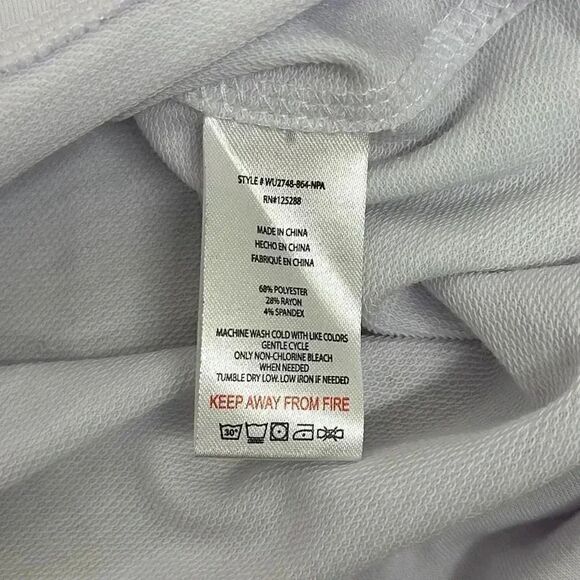 STYLE # WU2748-864-NPA
RN#125288
MADE IN CHINA
HECHO EN CHINA
FABRIQUÉ EN CHINA
68% POLYESTER
28% RAYON
4% SPANDEX
MACHINE WASH COLD WITH LIKE COLORS
GENTLE CYCLE
ONLY NON-CHLORINE BLEACH
WHEN NEEDED
TUMBLE DRY LOW. LOW IRON IF NEEDED
KEEP AWAY FROM FIRE
30°